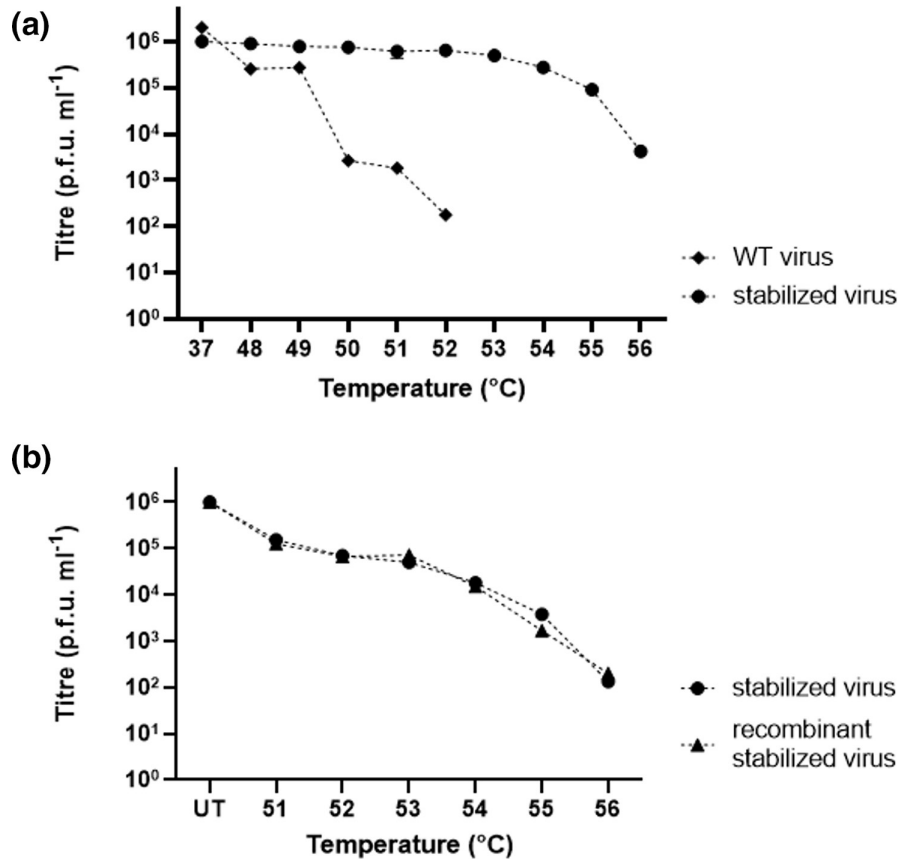 (a)
Titre (p.f.u. ml⁻¹)
10⁶
10⁵
10⁴
10³
10²
10¹
10⁰
37 48 49 50 51 52 53 54 55 56
Temperature (°C)
WT virus
stabilized virus
(b)
Titre (p.f.u. ml⁻¹)
10⁶
10⁵
10⁴
10³
10²
10¹
10⁰
UT 51 52 53 54 55 56
Temperature (°C)
stabilized virus
recombinant
stabilized virus